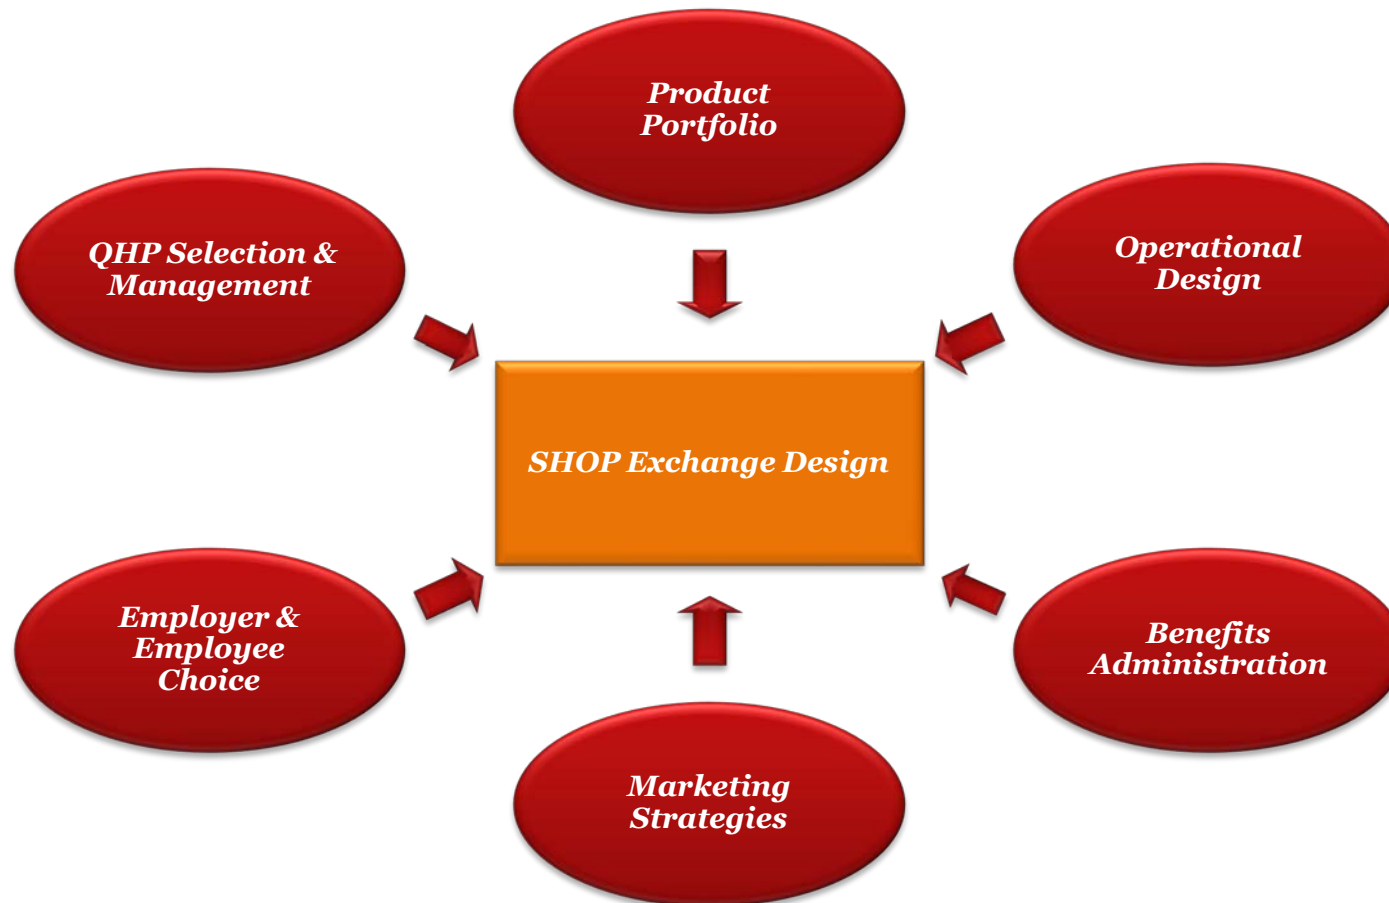 Product
Portfolio
QHP Selection &
Management
Operational
Design
SHOP Exchange Design
Employer &
Employee
Choice
Benefits
Administration
Marketing
Strategies